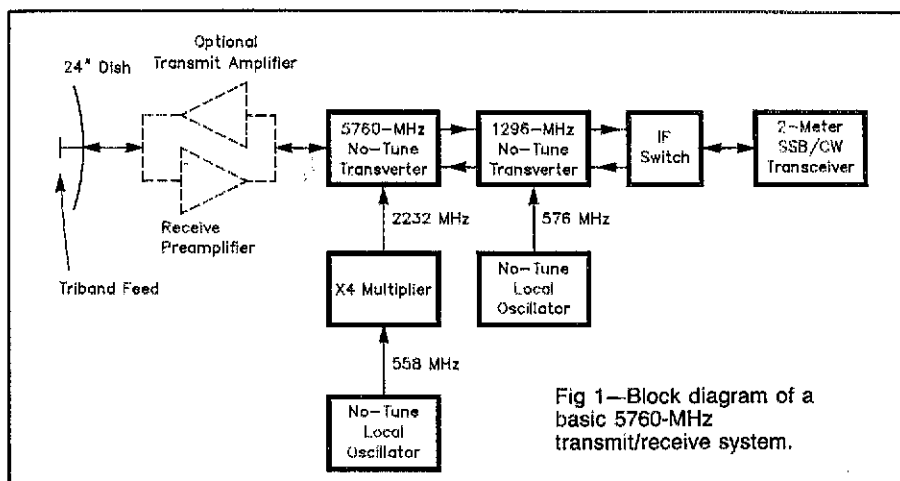 Optional
Transmit Amplifier
24" Dish
5760-MHz
No-Tune
Transverter
1296-MHz
No-Tune
Transverter
IF
Switch
2-Meter
SSB/CW
Transceiver
Receive
Preamplifier
2232 MHz
576 MHz
Triband Feed
X4 Multiplier
No-Tune
Local
Oscillator
558 MHz
No-Tune
Local
Oscillator
Fig 1—Block diagram of a
basic 5760-MHz
transmit/receive system.